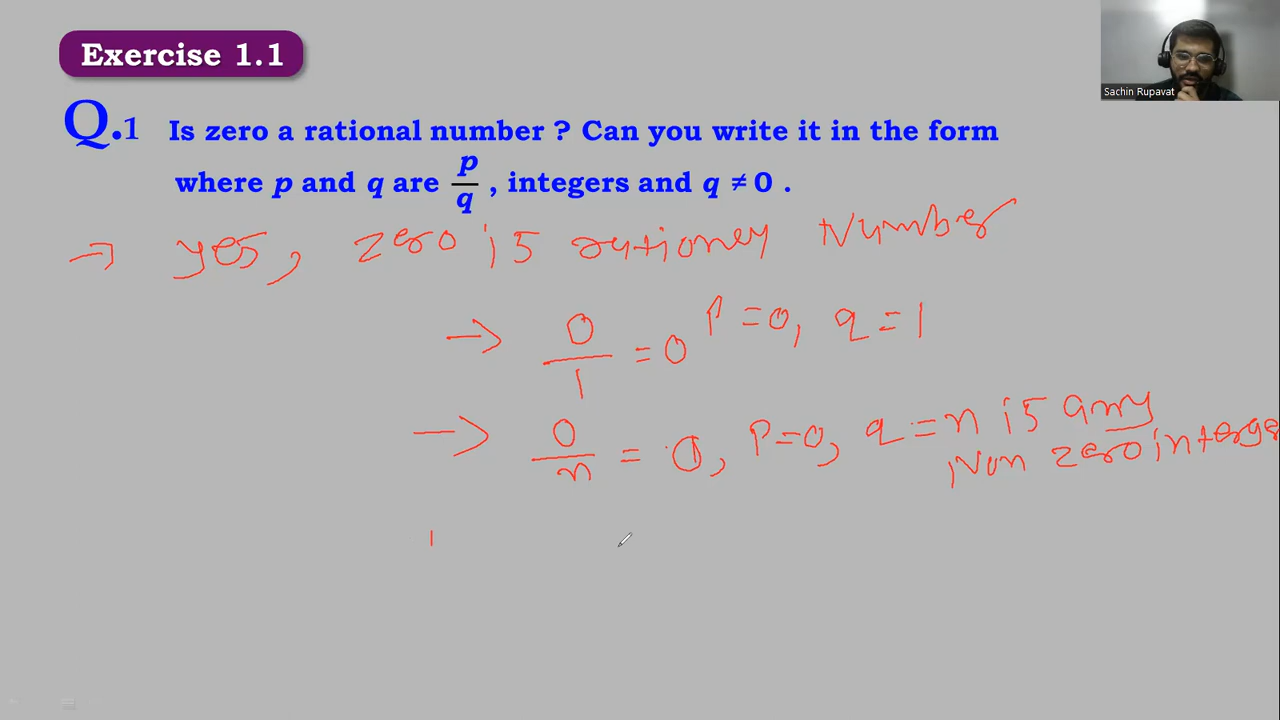 Exercise 1.1
Sachin Rupavat
Q.1 Is zero a rational number ? Can you write it in the form
where p and q are p/q , integers and q ≠ 0 .
→ yes, zero is rationey Number
→ 0/1 = 0 P=0, q=1
→ 0/n = 0, P=0, q=n is any
Non zero interger